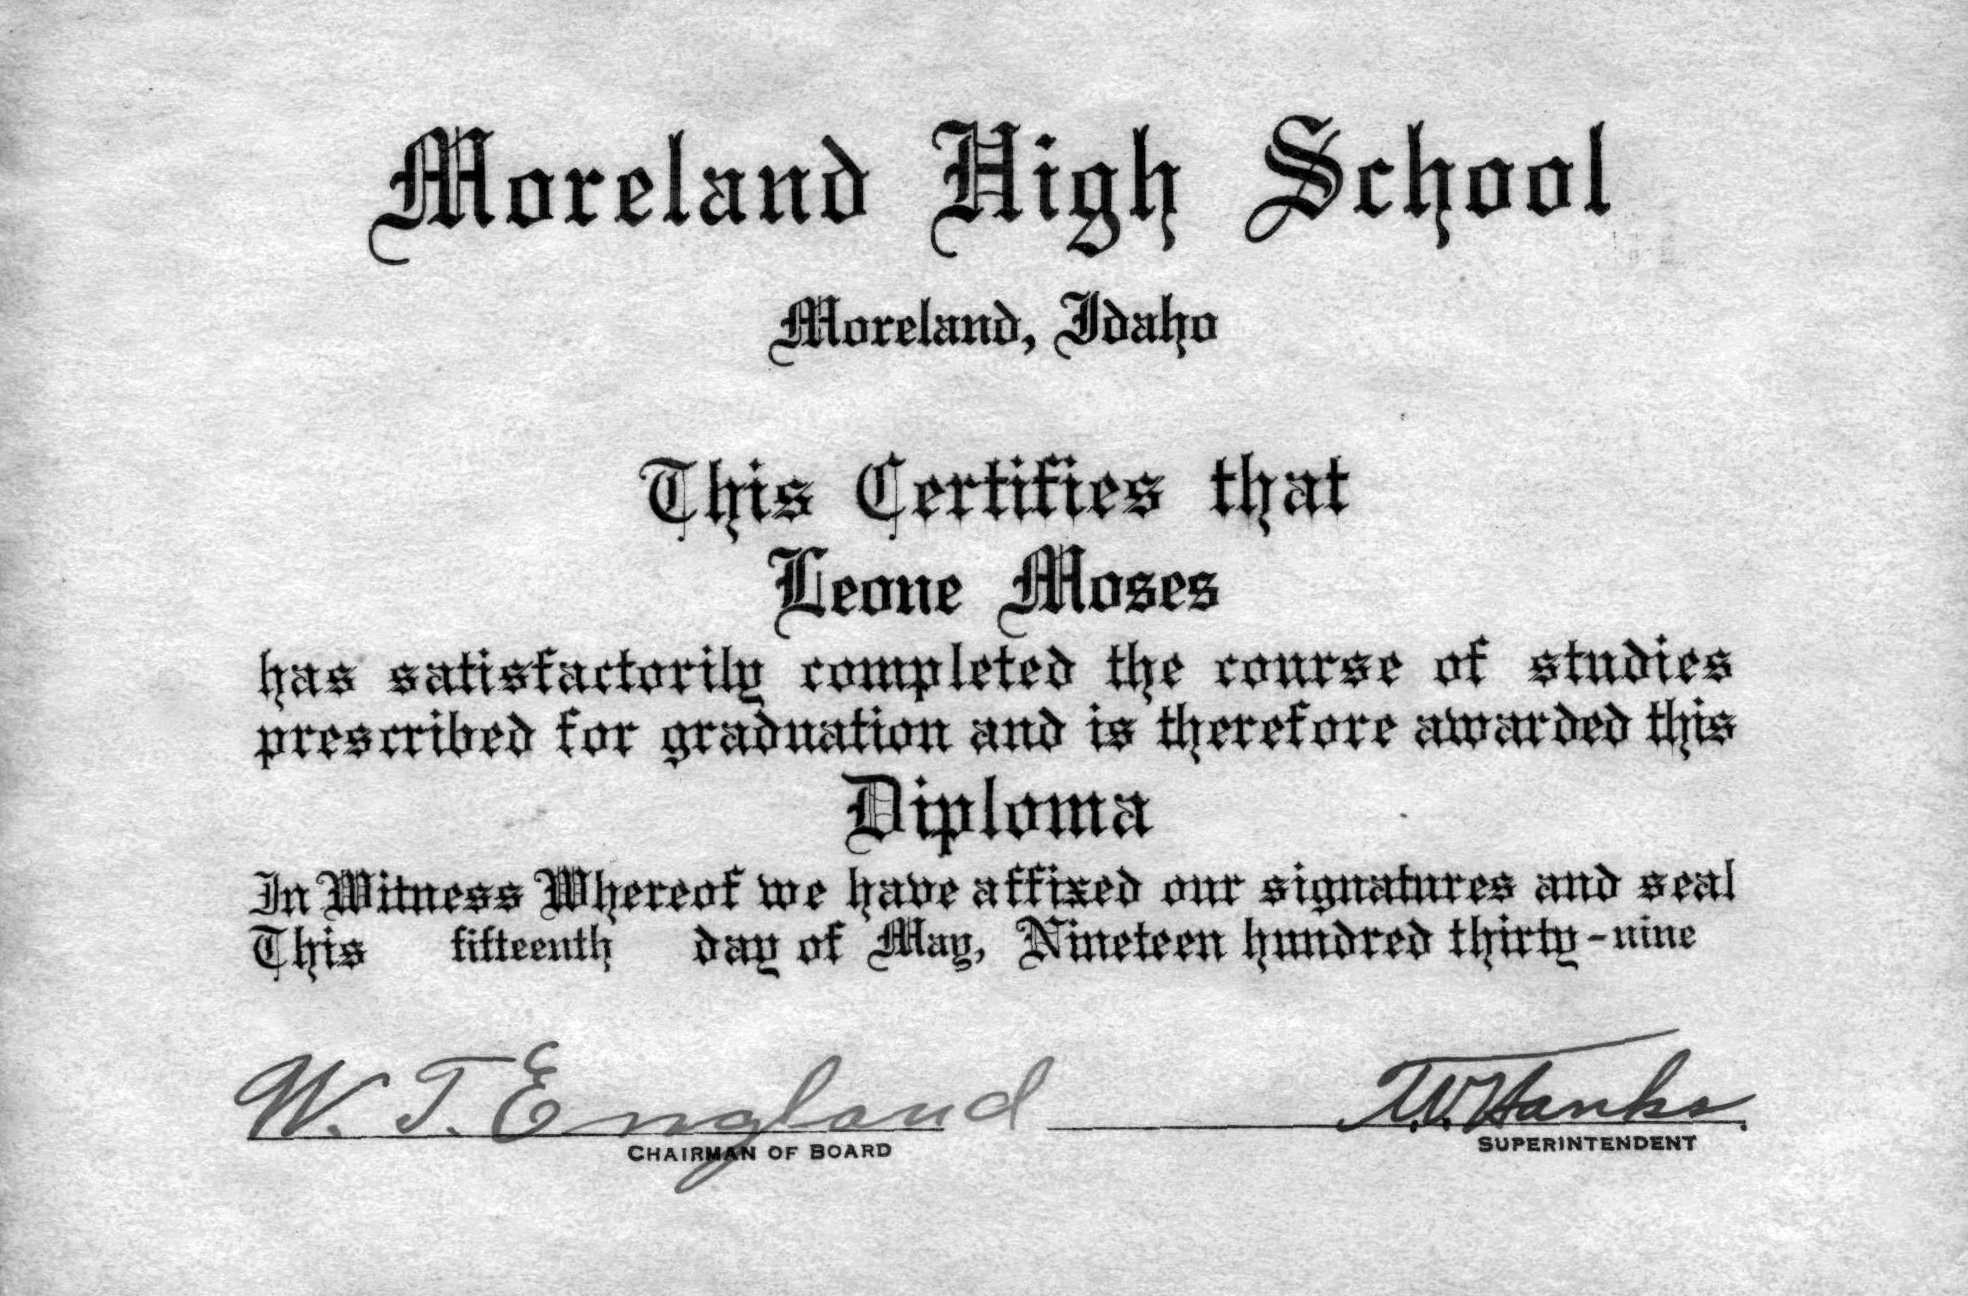 Moreland High School
Moreland, Idaho
This Certifies that
Leone Moses
has satisfactorily completed the course of studies
prescribed for graduation and is therefore awarded this
Diploma
In Witness Whereof we have affixed our signatures and seal
This fifteenth day of May, Nineteen hundred thirty-nine
W. T. England Hanks
CHAIRMAN OF BOARD SUPERINTENDENT